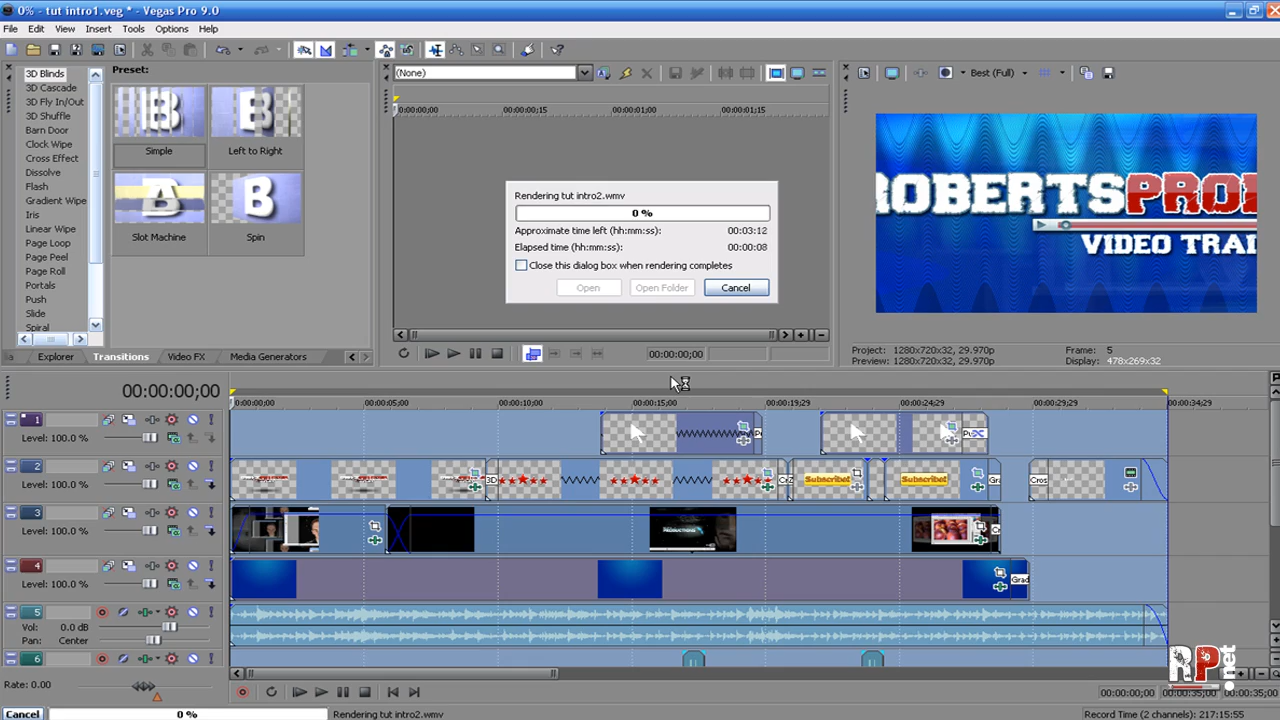 0% - tut intro1.veg * - Vegas Pro 9.0
File Edit View Insert Tools Options Help
3D Blinds
3D Cascade
3D Fly In/Out
3D Shuffle
Barn Door
Clock Wipe
Cross Effect
Dissolve
Flash
Gradient Wipe
Iris
Linear Wipe
Page Loop
Page Peel
Page Roll
Portals
Push
Slide
Spiral
Preset:
Simple
Left to Right
Slot Machine
Spin
Explorer Transitions Video FX Media Generators
(None)
00:00:00;00 00:00:00;15 00:00:01;00 00:00:01;15
Rendering tut intro2.wmv
0 %
Approximate time left (hh:mm:ss): 00:03:12
Elapsed time (hh:mm:ss): 00:00:08
Close this dialog box when rendering completes
Open Open Folder Cancel
00:00:00;00
Best (Full)
ROBERTSPROD
VIDEO TRAI
Project: 1280x720x32, 29.970p
Preview: 1280x720x32, 29.970p
Frame: 5
Display: 478x269x32
00:00:00;00
00:00:00;00 00:00:05;00 00:00:10;00 00:00:15;00 00:00:19;29 00:00:24;29 00:00:29;29 00:00:34;29
1
Level: 100.0 %
2
Level: 100.0 %
3D
Subscribe!
Subscribe!
Cros
3
Level: 100.0 %
4
Level: 100.0 %
Grad
5
Vol: 0.0 dB
Pan: Center
6
Rate: 0.00
RP.net
00:00:00;00 00:00:35;00 00:00:35;00
Cancel 0 % Rendering tut intro2.wmv
Record Time (2 channels): 217:15:55